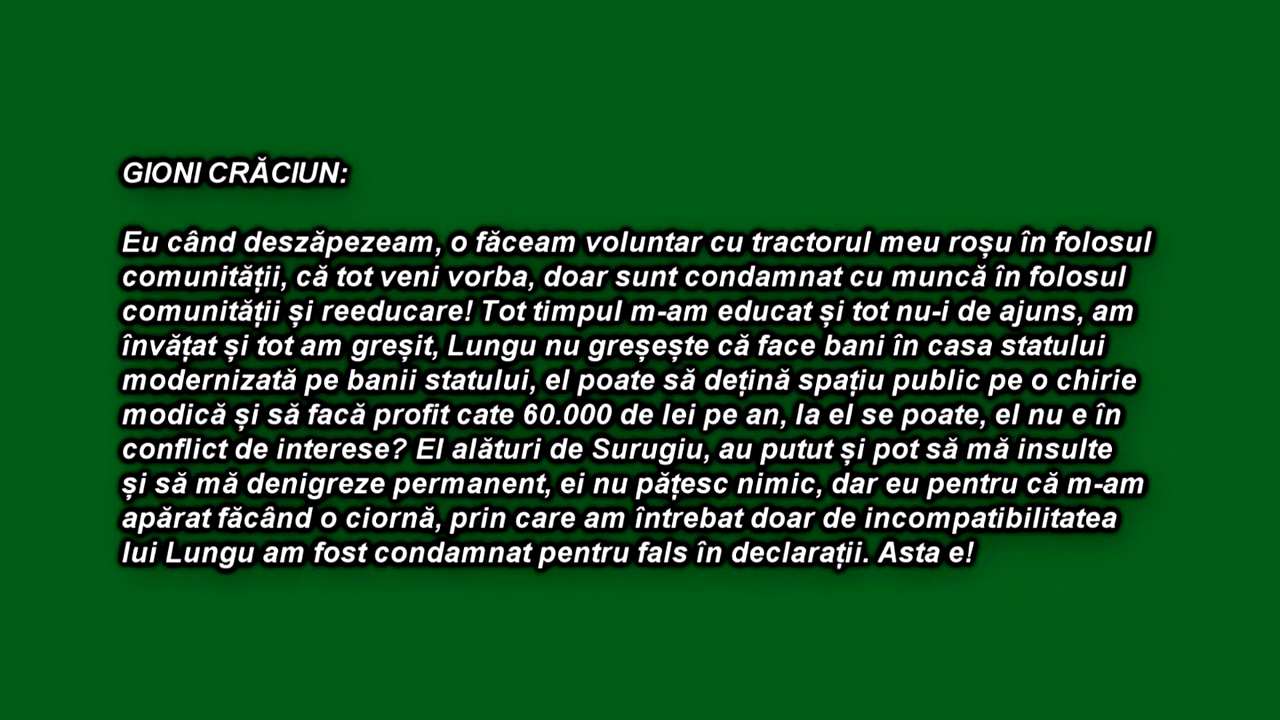 GIONI CRĂCIUN:
Eu când deszăpezeam, o făceam voluntar cu tractorul meu roșu în folosul
comunității, că tot veni vorba, doar sunt condamnat cu muncă în folosul
comunității și reeducare! Tot timpul m-am educat și tot nu-i de ajuns, am
învățat și tot am greșit, Lungu nu greșește că face bani în casa statului
modernizată pe banii statului, el poate să dețină spațiu public pe o chirie
modică și să facă profit cate 60.000 de lei pe an, la el se poate, el nu e în
conflict de interese? El alături de Surugiu, au putut și pot să mă insulte
și să mă denigreze permanent, ei nu pățesc nimic, dar eu pentru că m-am
apărat făcând o ciornă, prin care am întrebat doar de incompatibilitatea
lui Lungu am fost condamnat pentru fals în declarații. Asta e!